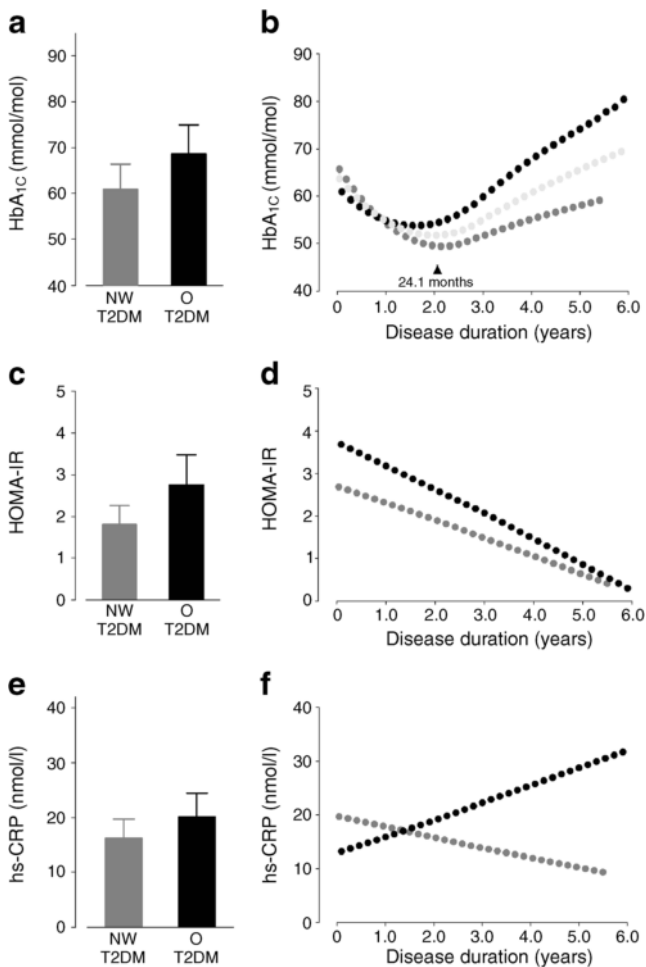 a
HbA1C (mmol/mol)
90
80
70
60
50
40
NW
T2DM
O
T2DM
b
HbA1C (mmol/mol)
90
80
70
60
50
40
24.1 months
0 1.0 2.0 3.0 4.0 5.0 6.0
Disease duration (years)
c
HOMA-IR
5
4
3
2
1
0
NW
T2DM
O
T2DM
d
HOMA-IR
5
4
3
2
1
0
0 1.0 2.0 3.0 4.0 5.0 6.0
Disease duration (years)
e
hs-CRP (nmol/l)
40
30
20
10
0
NW
T2DM
O
T2DM
f
hs-CRP (nmol/l)
40
30
20
10
0
0 1.0 2.0 3.0 4.0 5.0 6.0
Disease duration (years)